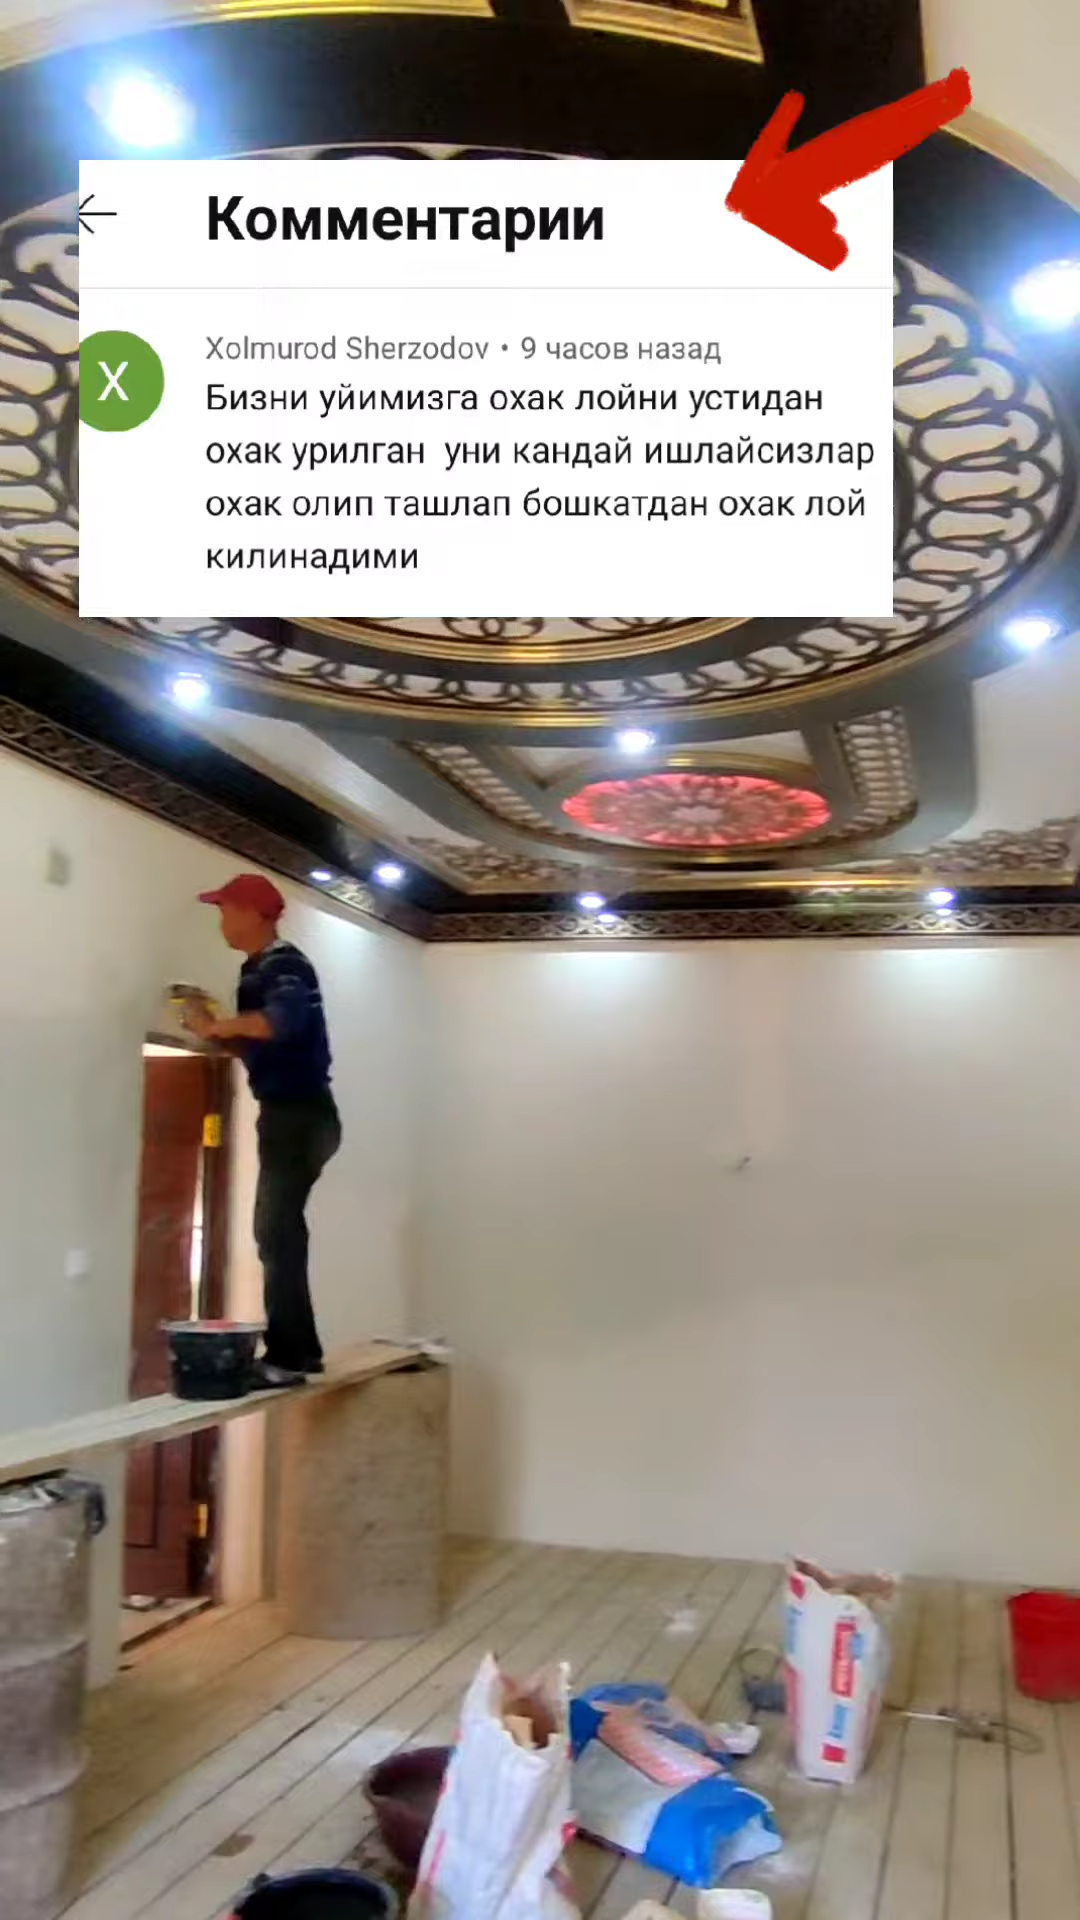 Комментарии
X
Xolmurod Sherzodov • 9 часов назад
Бизни уйимизга охак лойни устидан
охак урилган уни кандай ишлайсизлар
охак олип ташлап бошкатдан охак лой
килинадими